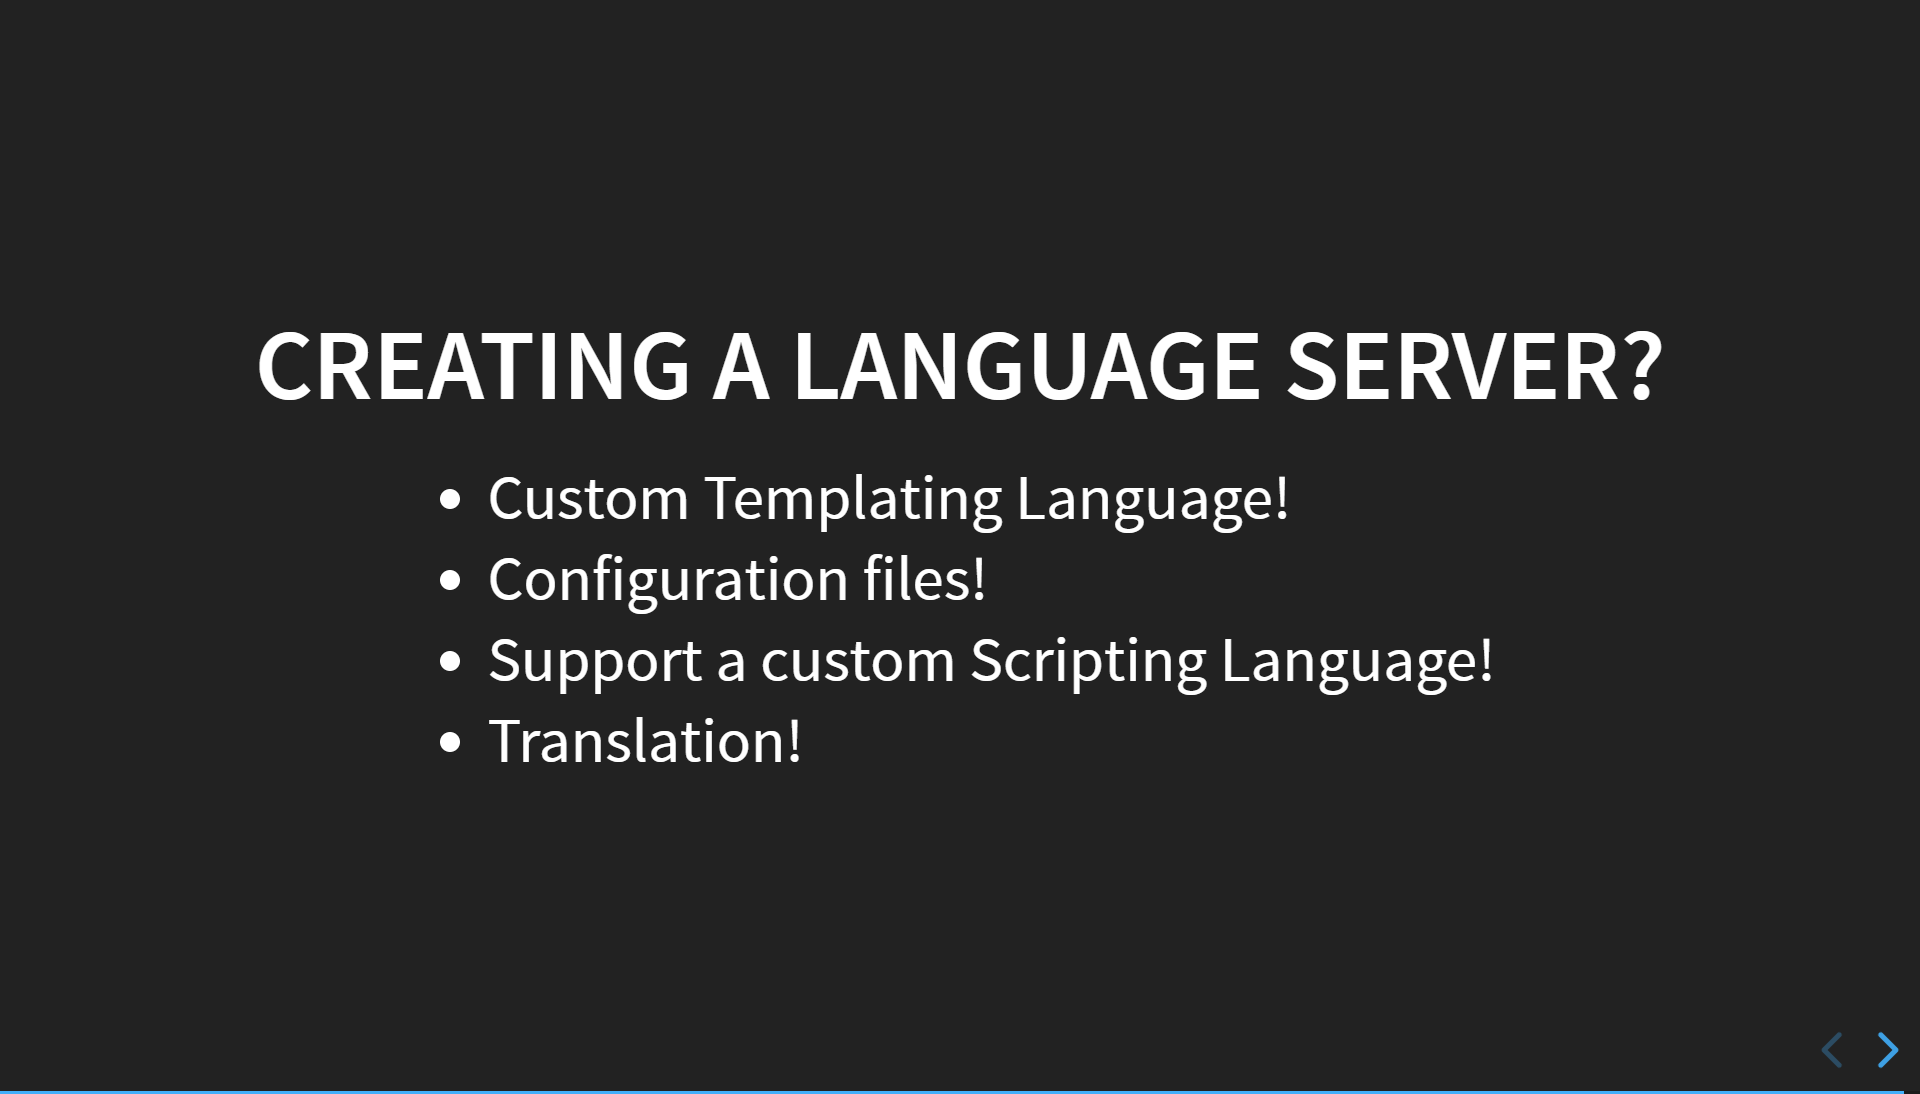 CREATING A LANGUAGE SERVER?
Custom Templating Language!
Configuration files!
Support a custom Scripting Language!
Translation!